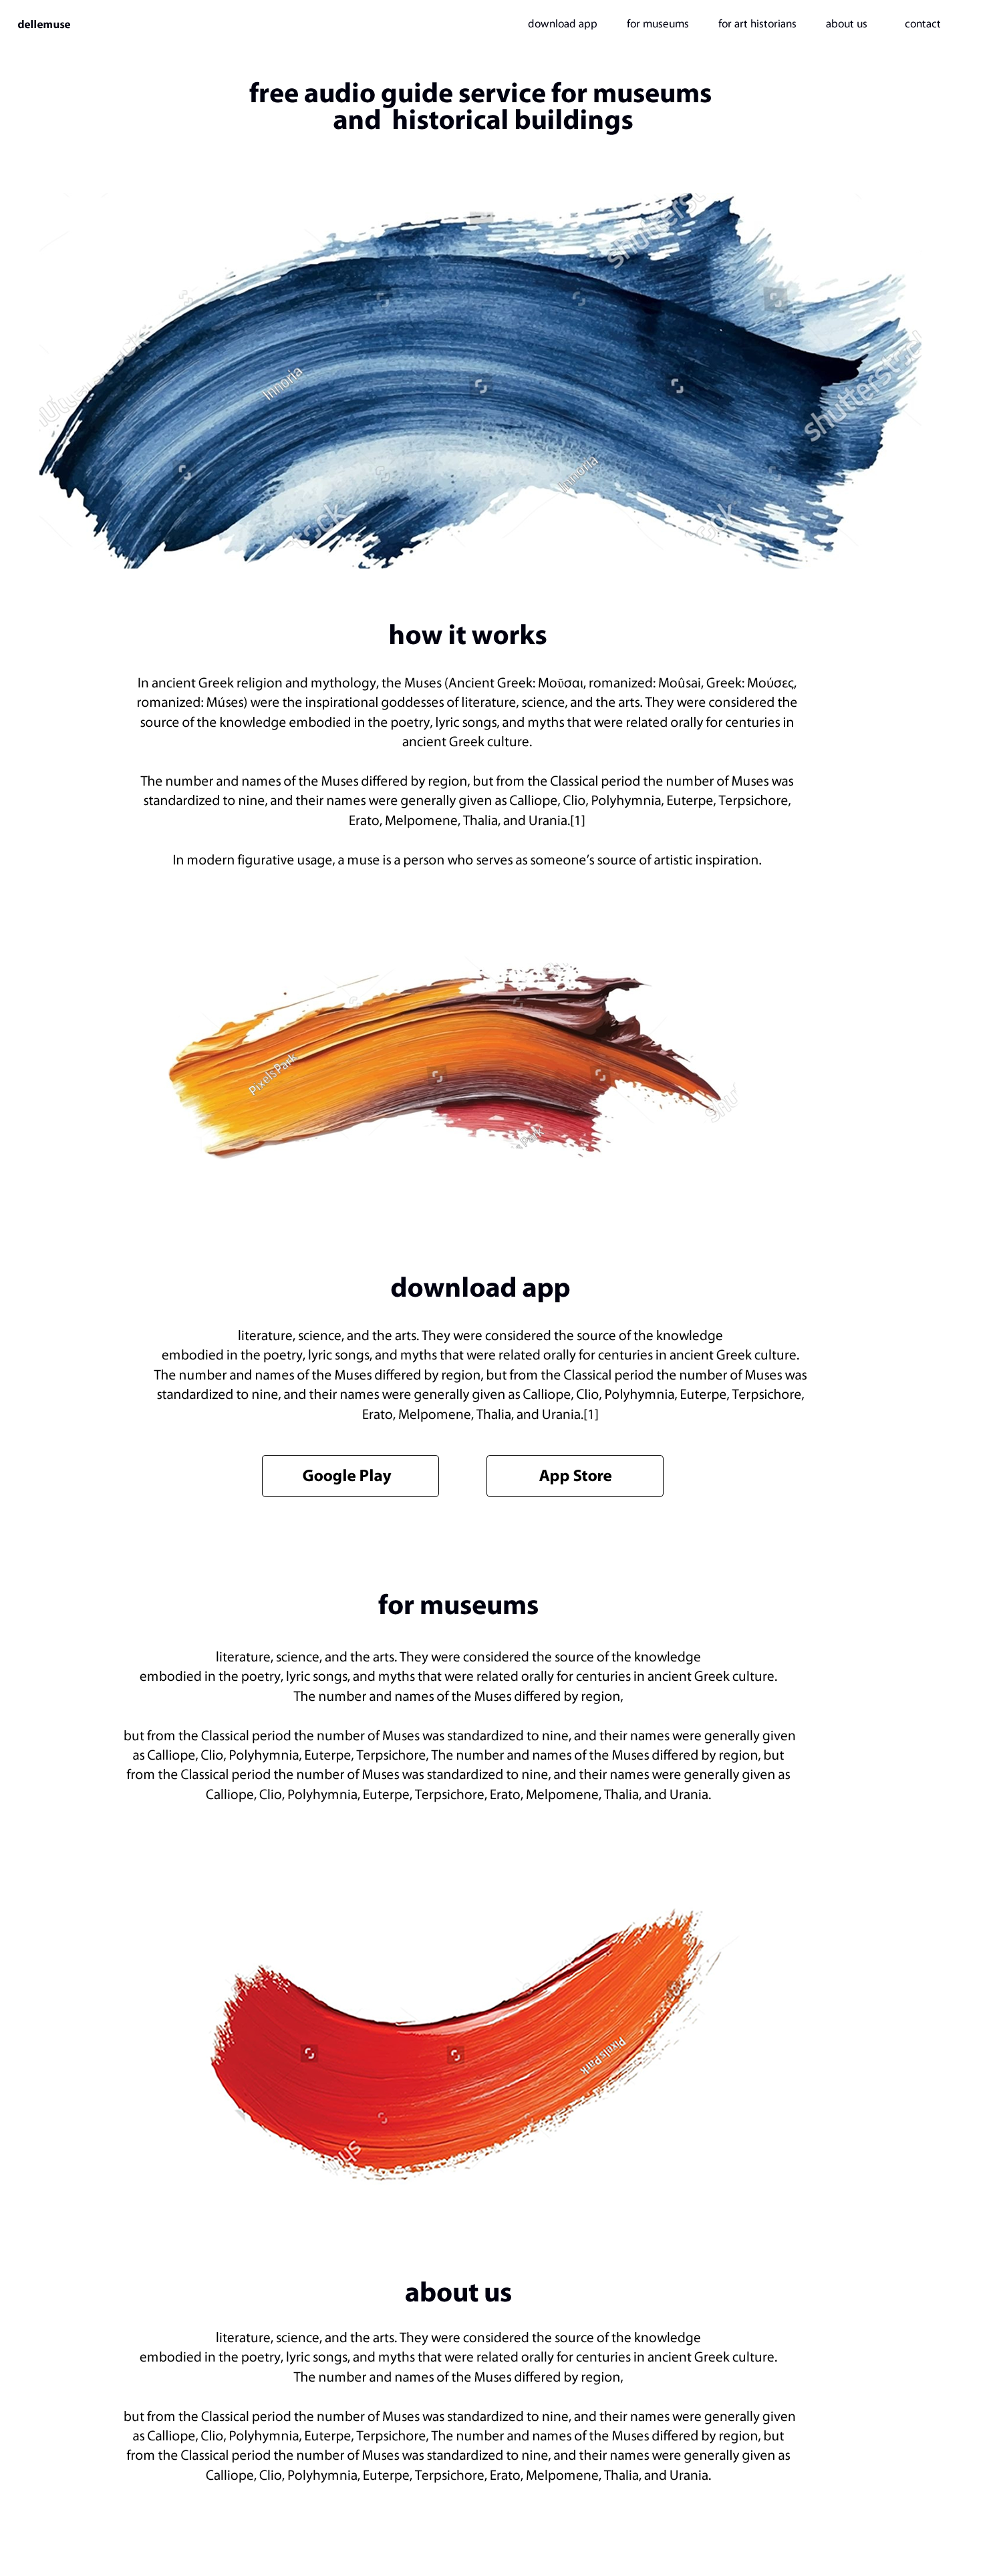 dellemuse
download app
for museums
for art historians
about us
contact
free audio guide service for museums
and historical buildings
shutterst
shutterstock
Innoria
shutterst
Innoria
how it works
In ancient Greek religion and mythology, the Muses (Ancient Greek: Μοῦσαι, romanized: Moûsai, Greek: Μούσες,
romanized: Múses) were the inspirational goddesses of literature, science, and the arts. They were considered the
source of the knowledge embodied in the poetry, lyric songs, and myths that were related orally for centuries in
ancient Greek culture.
The number and names of the Muses differed by region, but from the Classical period the number of Muses was
standardized to nine, and their names were generally given as Calliope, Clio, Polyhymnia, Euterpe, Terpsichore,
Erato, Melpomene, Thalia, and Urania.[1]
In modern figurative usage, a muse is a person who serves as someone’s source of artistic inspiration.
PixelsPark
download app
literature, science, and the arts. They were considered the source of the knowledge
embodied in the poetry, lyric songs, and myths that were related orally for centuries in ancient Greek culture.
The number and names of the Muses differed by region, but from the Classical period the number of Muses was
standardized to nine, and their names were generally given as Calliope, Clio, Polyhymnia, Euterpe, Terpsichore,
Erato, Melpomene, Thalia, and Urania.[1]
Google Play
App Store
for museums
literature, science, and the arts. They were considered the source of the knowledge
embodied in the poetry, lyric songs, and myths that were related orally for centuries in ancient Greek culture.
The number and names of the Muses differed by region,
but from the Classical period the number of Muses was standardized to nine, and their names were generally given
as Calliope, Clio, Polyhymnia, Euterpe, Terpsichore, The number and names of the Muses differed by region, but
from the Classical period the number of Muses was standardized to nine, and their names were generally given as
Calliope, Clio, Polyhymnia, Euterpe, Terpsichore, Erato, Melpomene, Thalia, and Urania.
PixelsPark
about us
literature, science, and the arts. They were considered the source of the knowledge
embodied in the poetry, lyric songs, and myths that were related orally for centuries in ancient Greek culture.
The number and names of the Muses differed by region,
but from the Classical period the number of Muses was standardized to nine, and their names were generally given
as Calliope, Clio, Polyhymnia, Euterpe, Terpsichore, The number and names of the Muses differed by region, but
from the Classical period the number of Muses was standardized to nine, and their names were generally given as
Calliope, Clio, Polyhymnia, Euterpe, Terpsichore, Erato, Melpomene, Thalia, and Urania.